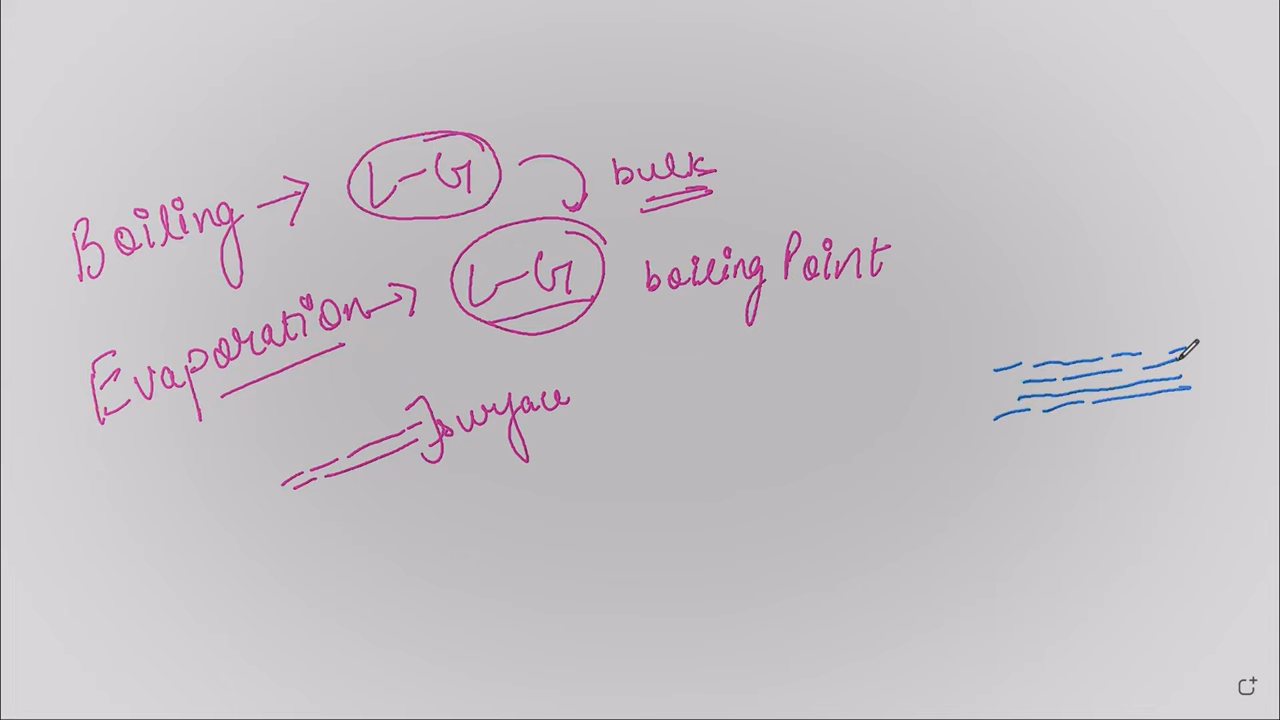 Boiling → L-G bulk
Evaporation → L-G boiling Point
surface